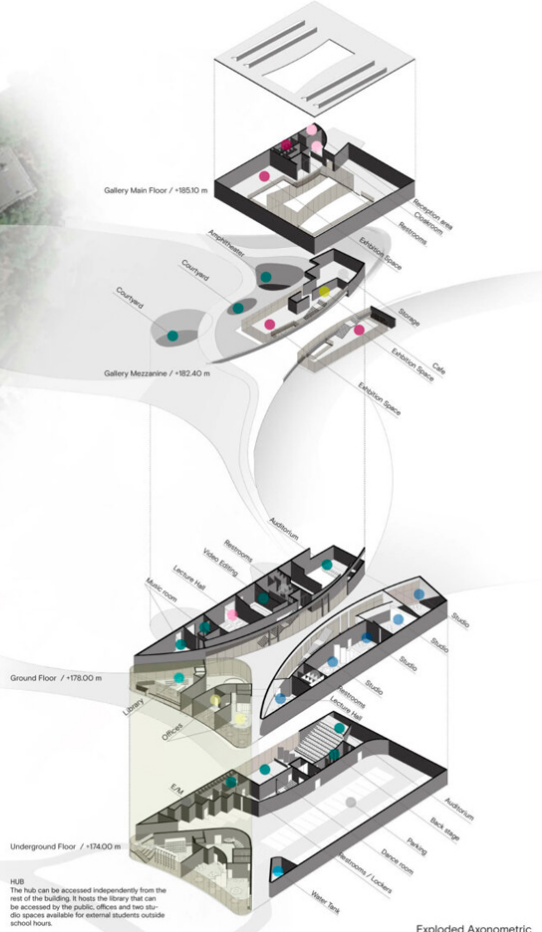 Gallery Main Floor / +185.10 m
Reception area
Cloakroom
Restrooms
Exhibition Space
Amphitheater
Courtyard
Courtyard
Storage
Cafe
Exhibition Space
Exhibition Space
Gallery Mezzanine / +182.40 m
Auditorium
Restrooms
Video Editing
Lecture Hall
Music room
Studio
Studio
Studio
Studio
Ground Floor / +178.00 m
Library
Offices
Restrooms
Lecture Hall
E/M
Auditorium
Back stage
Parking
Dance room
Restrooms / Lockers
Water Tank
Underground Floor / +174.00 m
HUB
The hub can be accessed independently from the
rest of the building. It hosts the library that can
be accessed by the public, offices and two stu-
dio spaces available for external students outside
school hours.
Exploded Axonometric